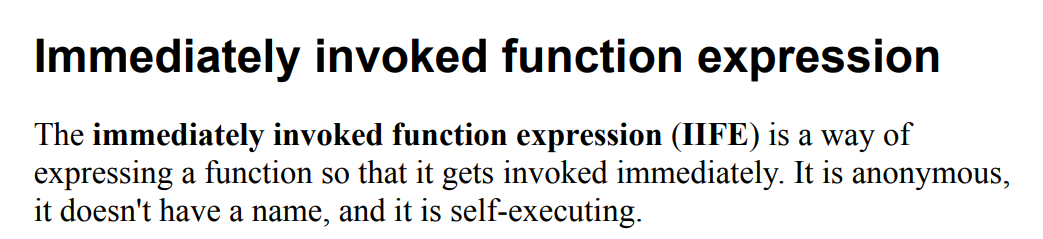 Immediately invoked function expression
The immediately invoked function expression (IIFE) is a way of
expressing a function so that it gets invoked immediately. It is anonymous,
it doesn't have a name, and it is self-executing.